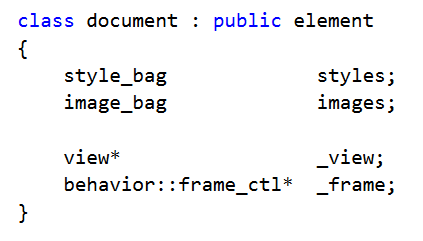 class document : public element
{
    style_bag            styles;
    image_bag            images;

    view*                _view;
    behavior::frame_ctl*  _frame;
}